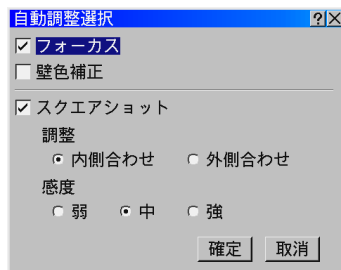 自動調整選択
フォーカス
壁色補正
スクエアショット
調整
内側合わせ 外側合わせ
感度
弱 中 強
確定 取消